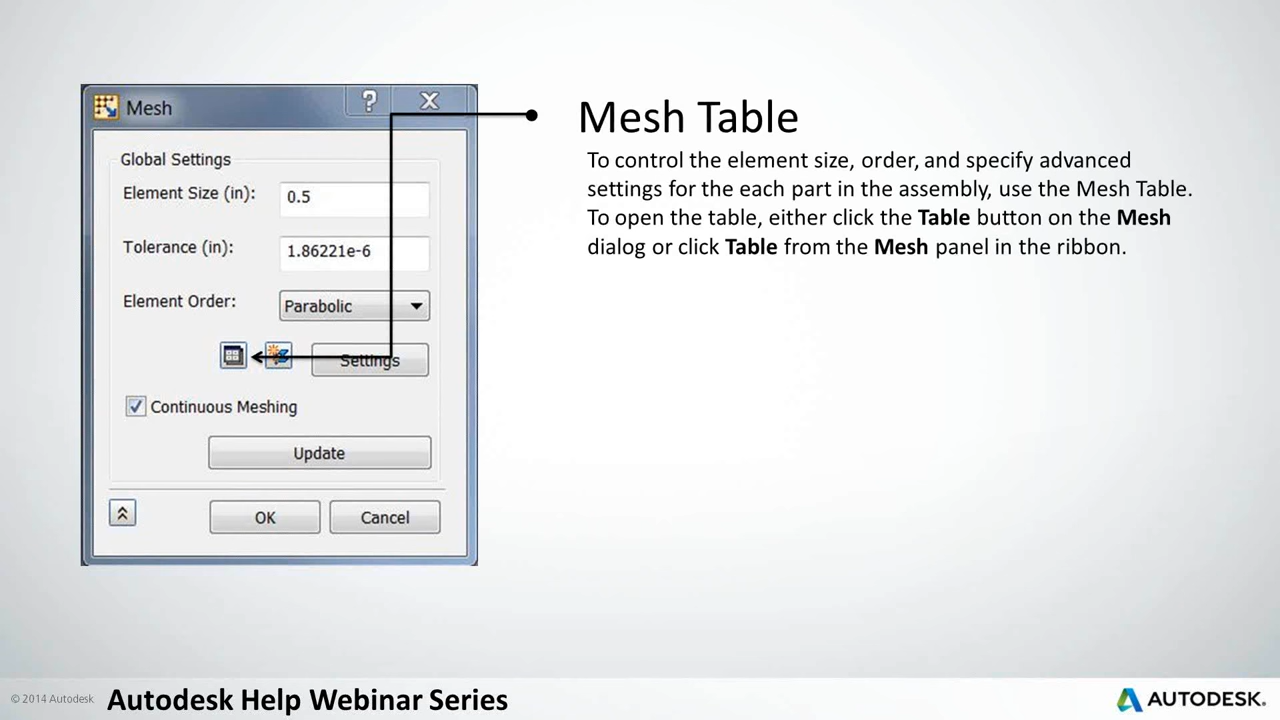 Mesh
?
X
Global Settings
Element Size (in):
0.5
Tolerance (in):
1.86221e-6
Element Order:
Parabolic
Settings
Continuous Meshing
Update
OK
Cancel
Mesh Table
To control the element size, order, and specify advanced
settings for the each part in the assembly, use the Mesh Table.
To open the table, either click the Table button on the Mesh
dialog or click Table from the Mesh panel in the ribbon.
© 2014 Autodesk
Autodesk Help Webinar Series
AUTODESK.